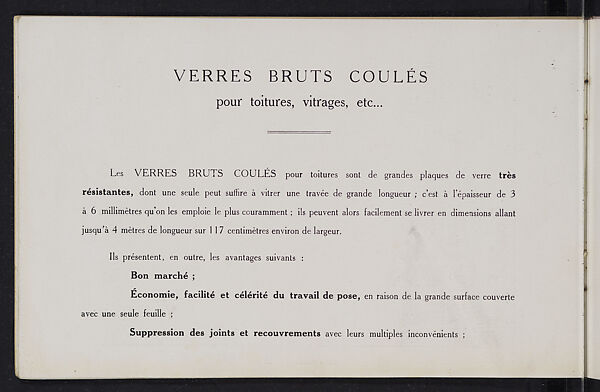 VERRES BRUTS COULÉS
pour toitures, vitrages, etc...
Les VERRES BRUTS COULÉS pour toitures sont de grandes plaques de verre très
résistantes, dont une seule peut suffire à vitrer une travée de grande longueur ; c'est à l'épaisseur de 3
à 6 millimètres qu'on les emploie le plus couramment ; ils peuvent alors facilement se livrer en dimensions allant
jusqu'à 4 mètres de longueur sur 117 centimètres environ de largeur.
Ils présentent, en outre, les avantages suivants :
Bon marché ;
Économie, facilité et célérité du travail de pose, en raison de la grande surface couverte
avec une seule feuille ;
Suppression des joints et recouvrements avec leurs multiples inconvénients ;